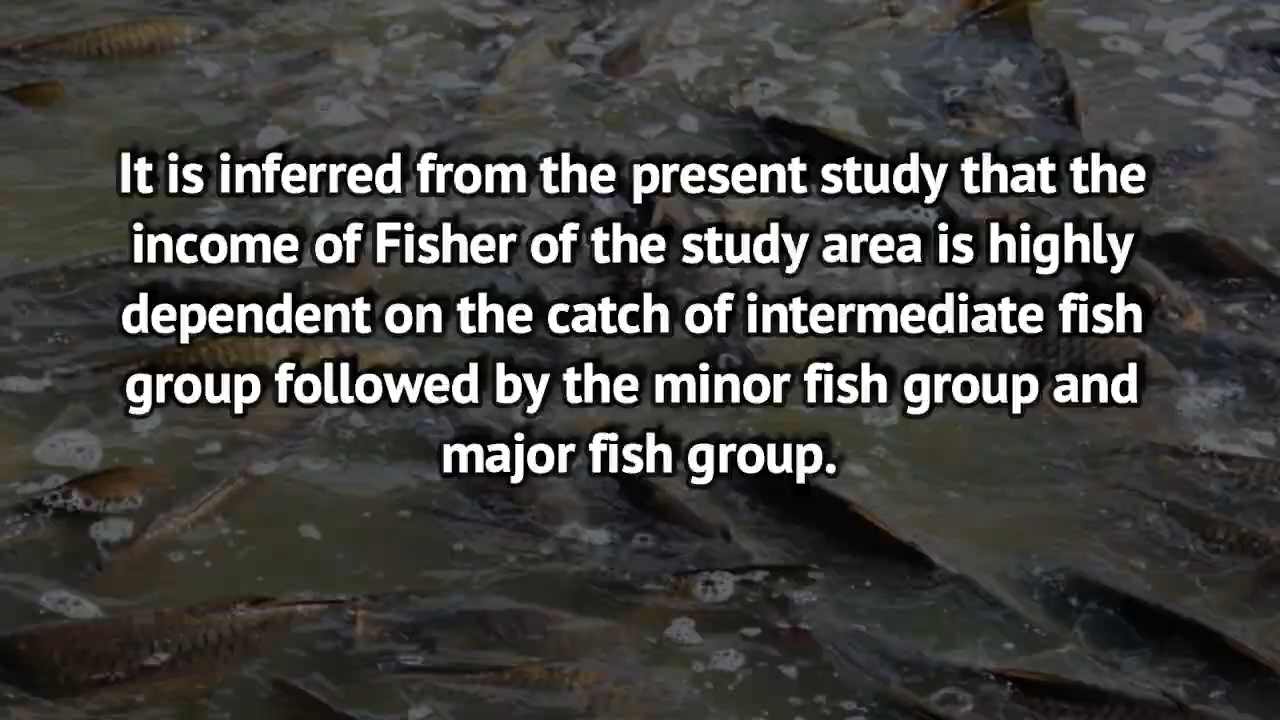 It is inferred from the present study that the
income of Fisher of the study area is highly
dependent on the catch of intermediate fish
group followed by the minor fish group and
major fish group.